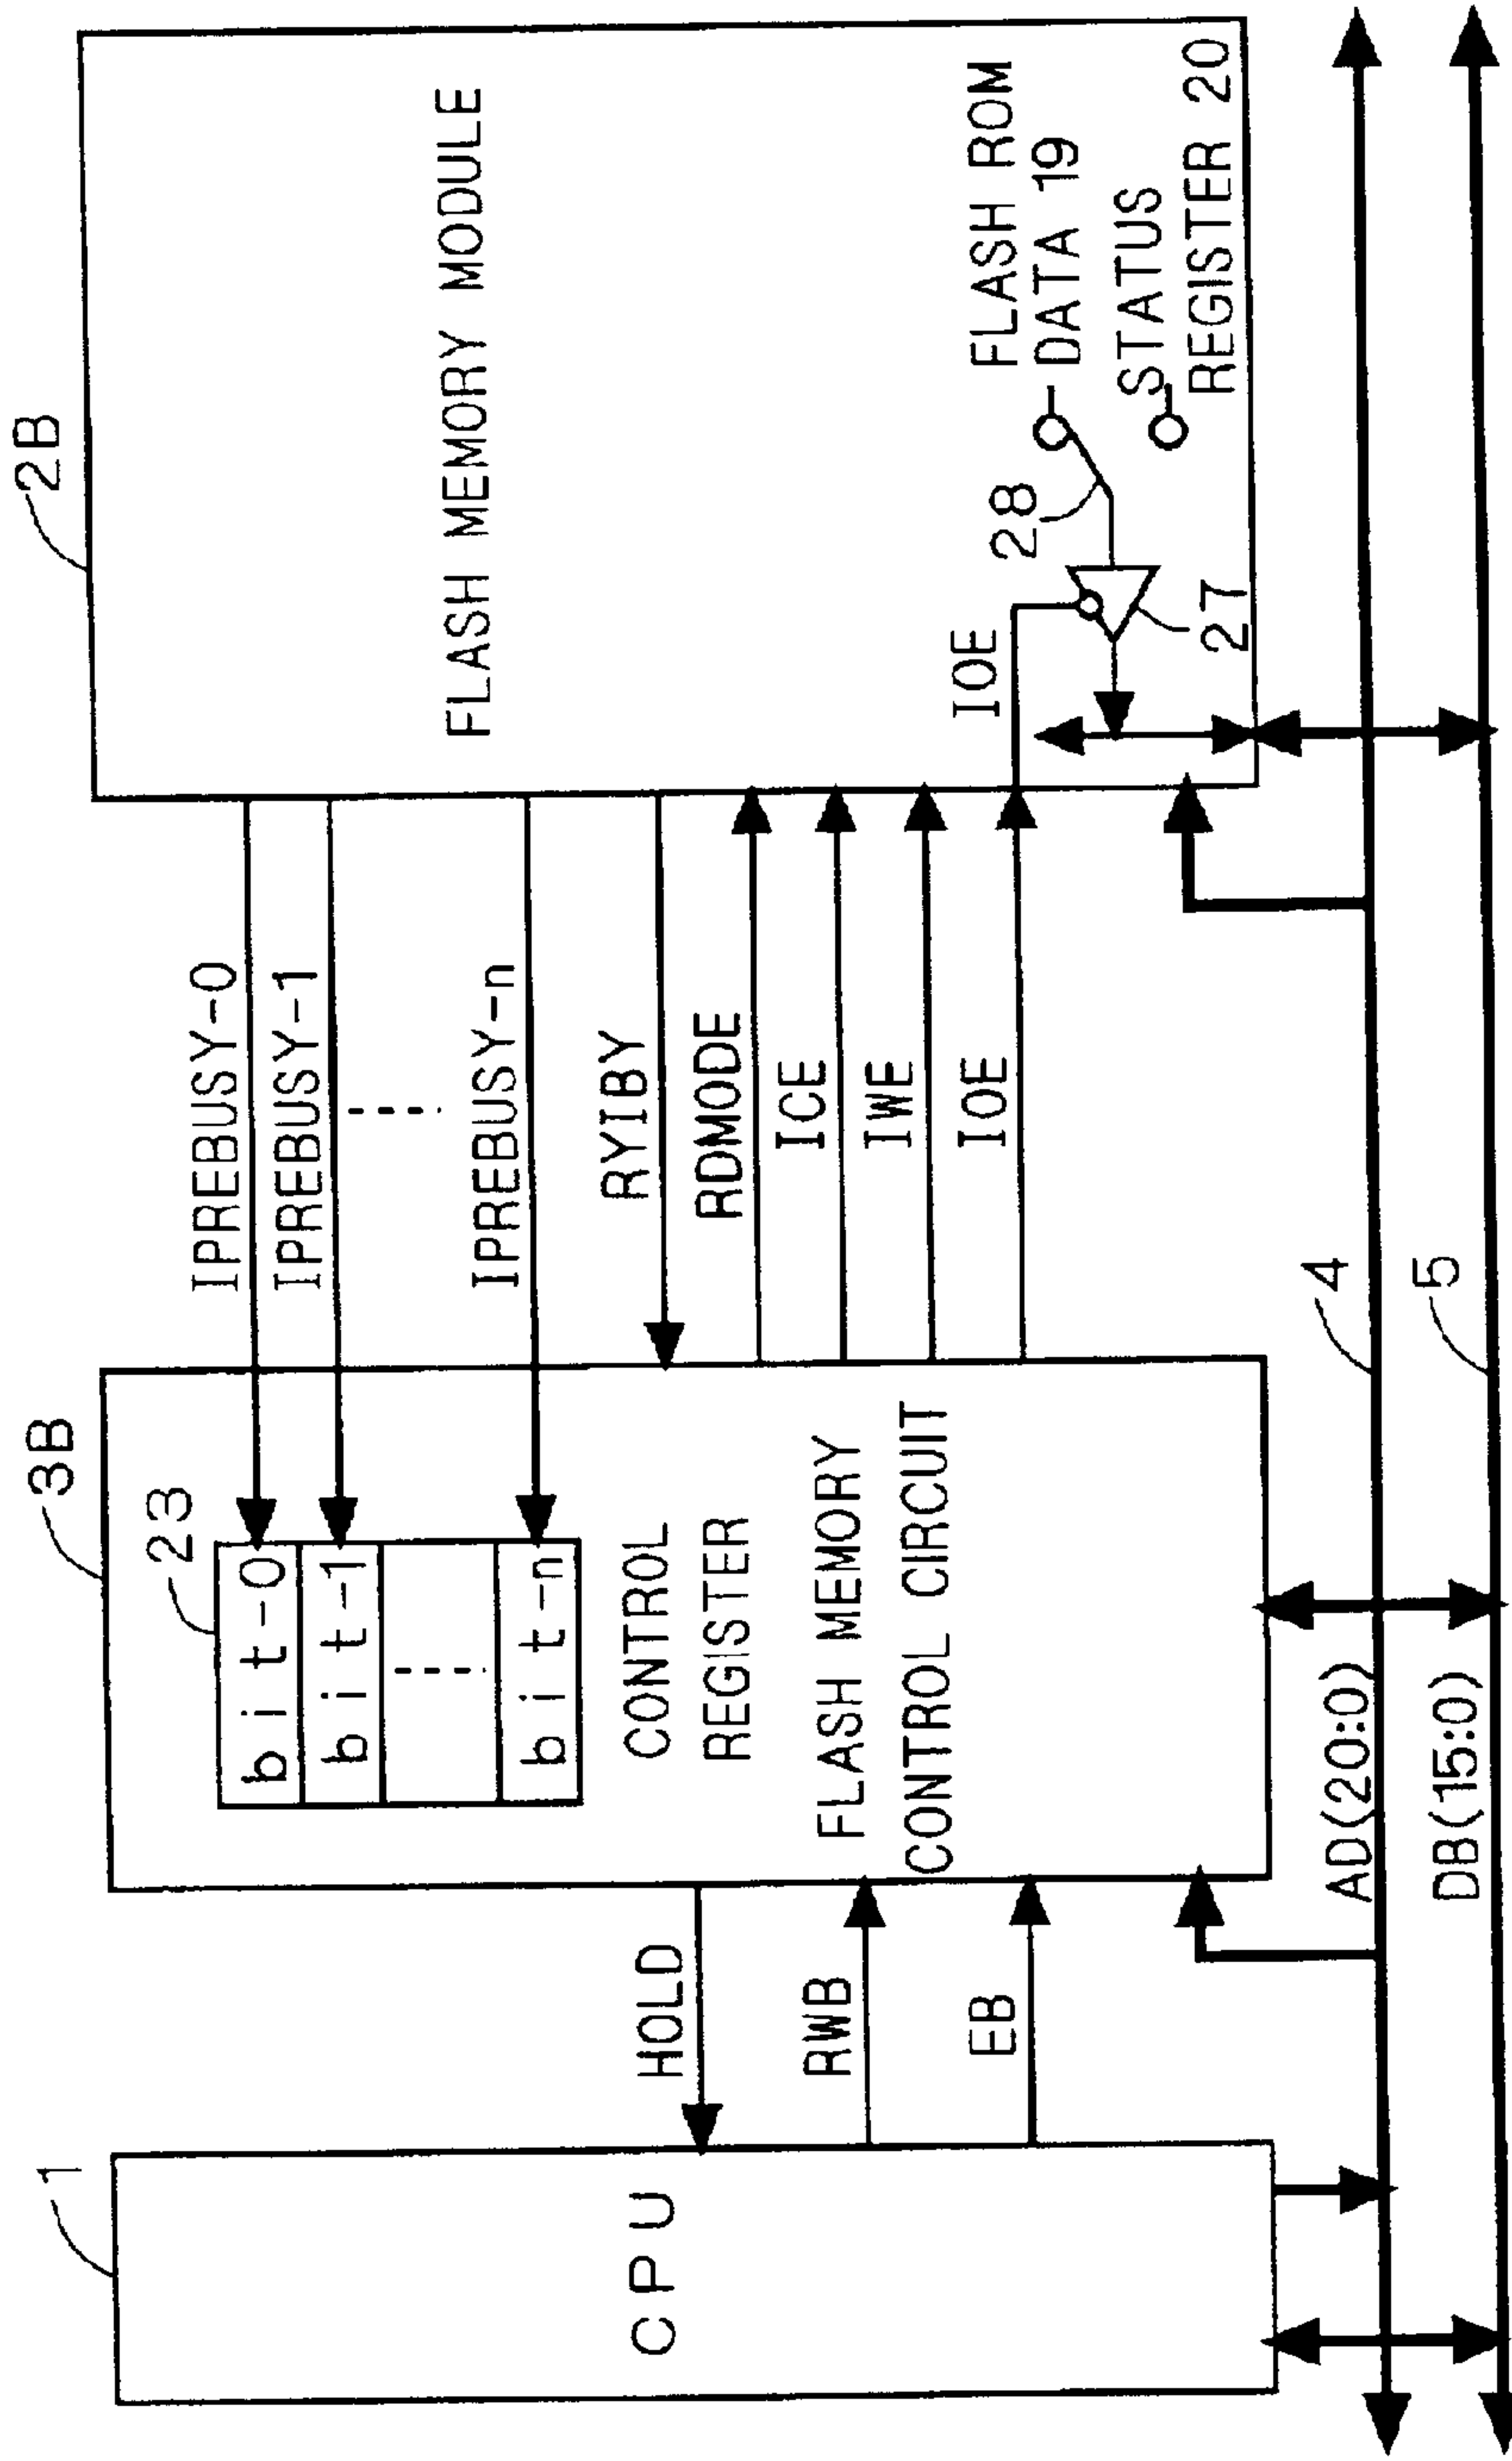 1
CPU
HOLD
RWB
EB
3B
23
bit-0
bit-1
bit-n
CONTROL
REGISTER
FLASH MEMORY
CONTROL CIRCUIT
IPREBUSY-0
IPREBUSY-1
IPREBUSY-n
RYIBY
RDMODE
ICE
IWE
IOE
2B
FLASH MEMORY MODULE
IOE
28
27
FLASH ROM
DATA 19
STATUS
REGISTER 20
AD(20:0)
4
DB(15:0)
5